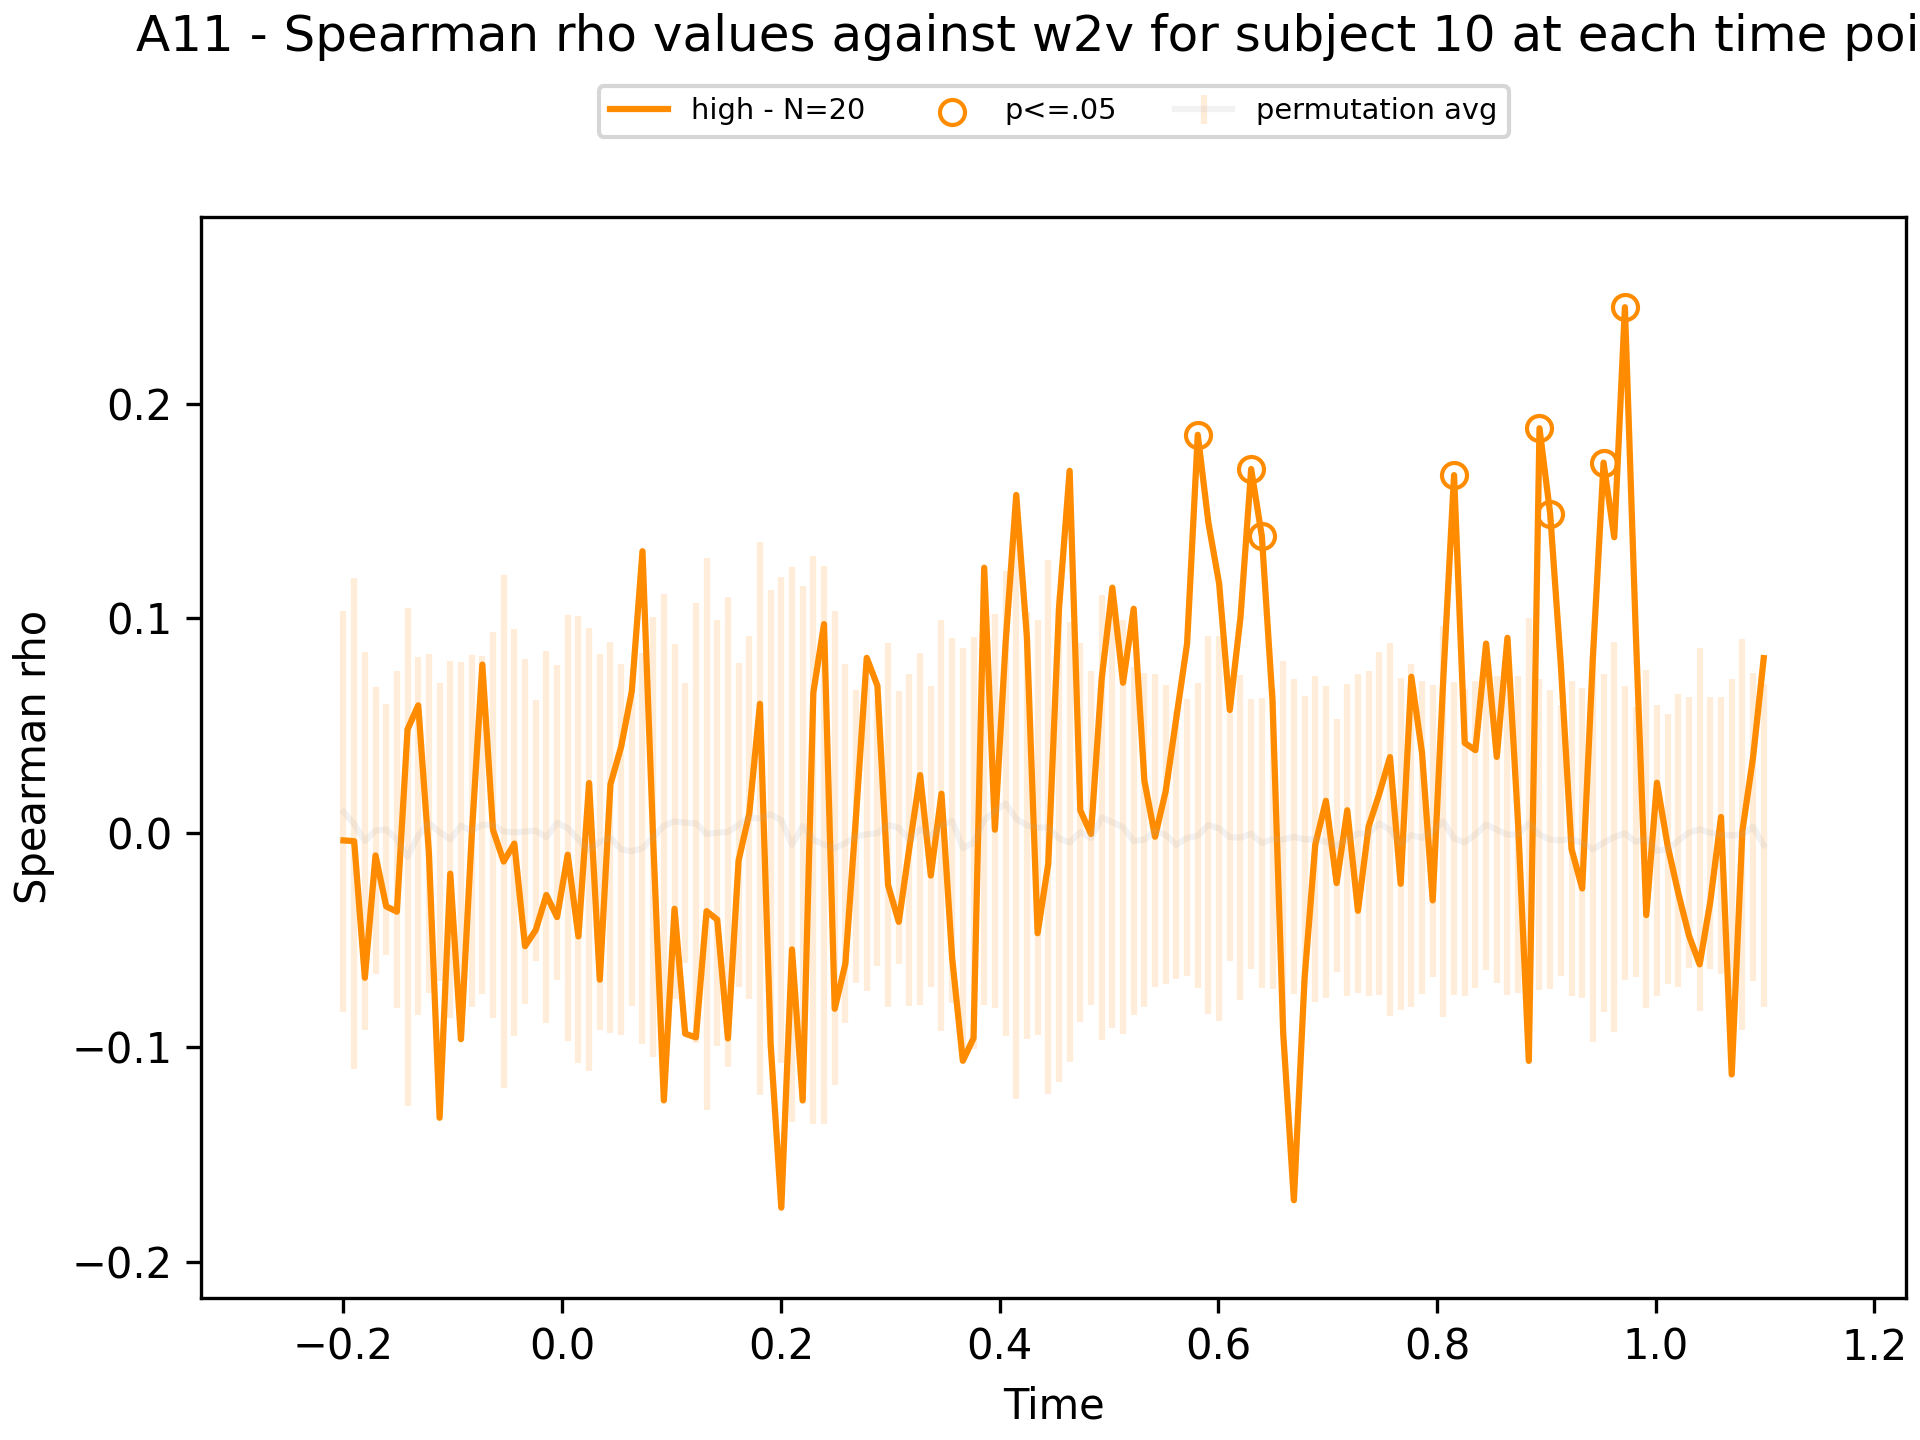 A11 - Spearman rho values against w2v for subject 10 at each time poi
high - N=20 p<=.05 permutation avg
Spearman rho
0.2
0.1
0.0
−0.1
−0.2
−0.2 0.0 0.2 0.4 0.6 0.8 1.0 1.2
Time